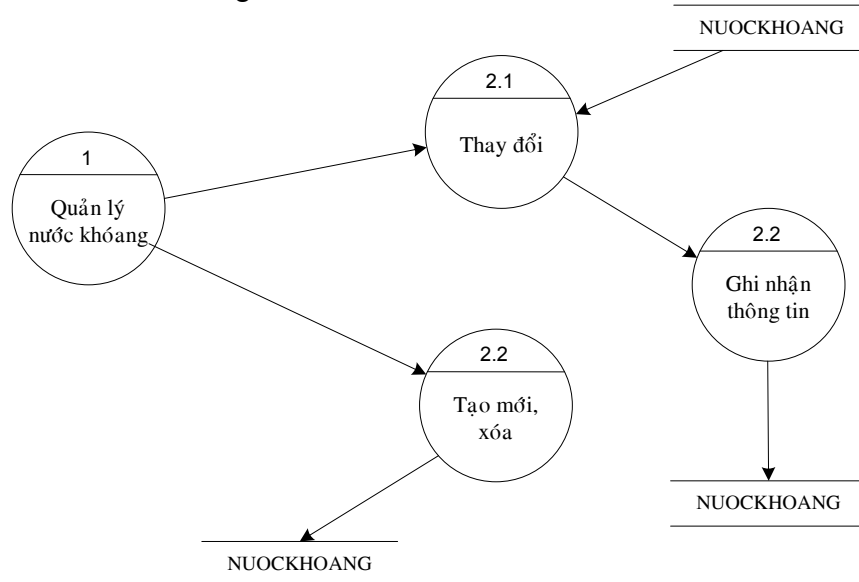 g
NUOCKHOANG
2.1
Thay đổi
1
Quản lý
nước khóang
2.2
Ghi nhận
thông tin
2.2
Tạo mới,
xóa
NUOCKHOANG
NUOCKHOANG